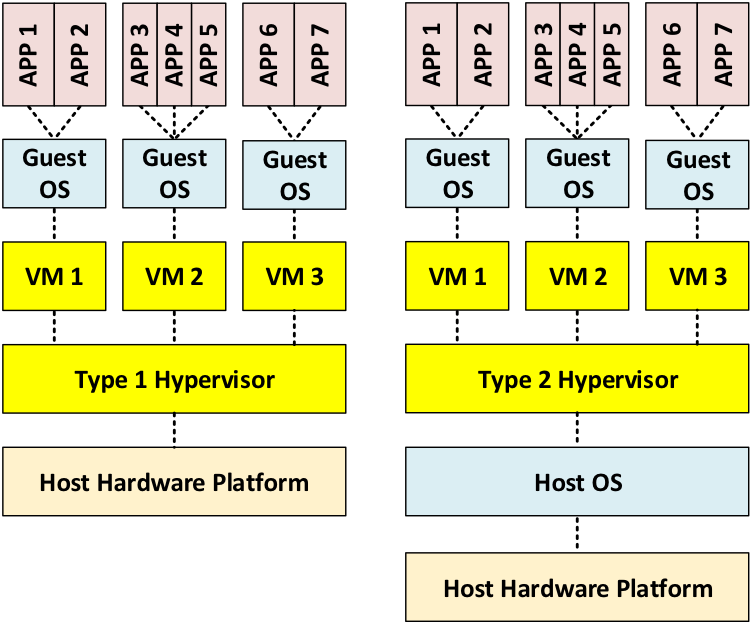 APP 1
APP 2
APP 3
APP 4
APP 5
APP 6
APP 7
Guest
OS
Guest
OS
Guest
OS
VM 1
VM 2
VM 3
Type 1 Hypervisor
Host Hardware Platform
APP 1
APP 2
APP 3
APP 4
APP 5
APP 6
APP 7
Guest
OS
Guest
OS
Guest
OS
VM 1
VM 2
VM 3
Type 2 Hypervisor
Host OS
Host Hardware Platform